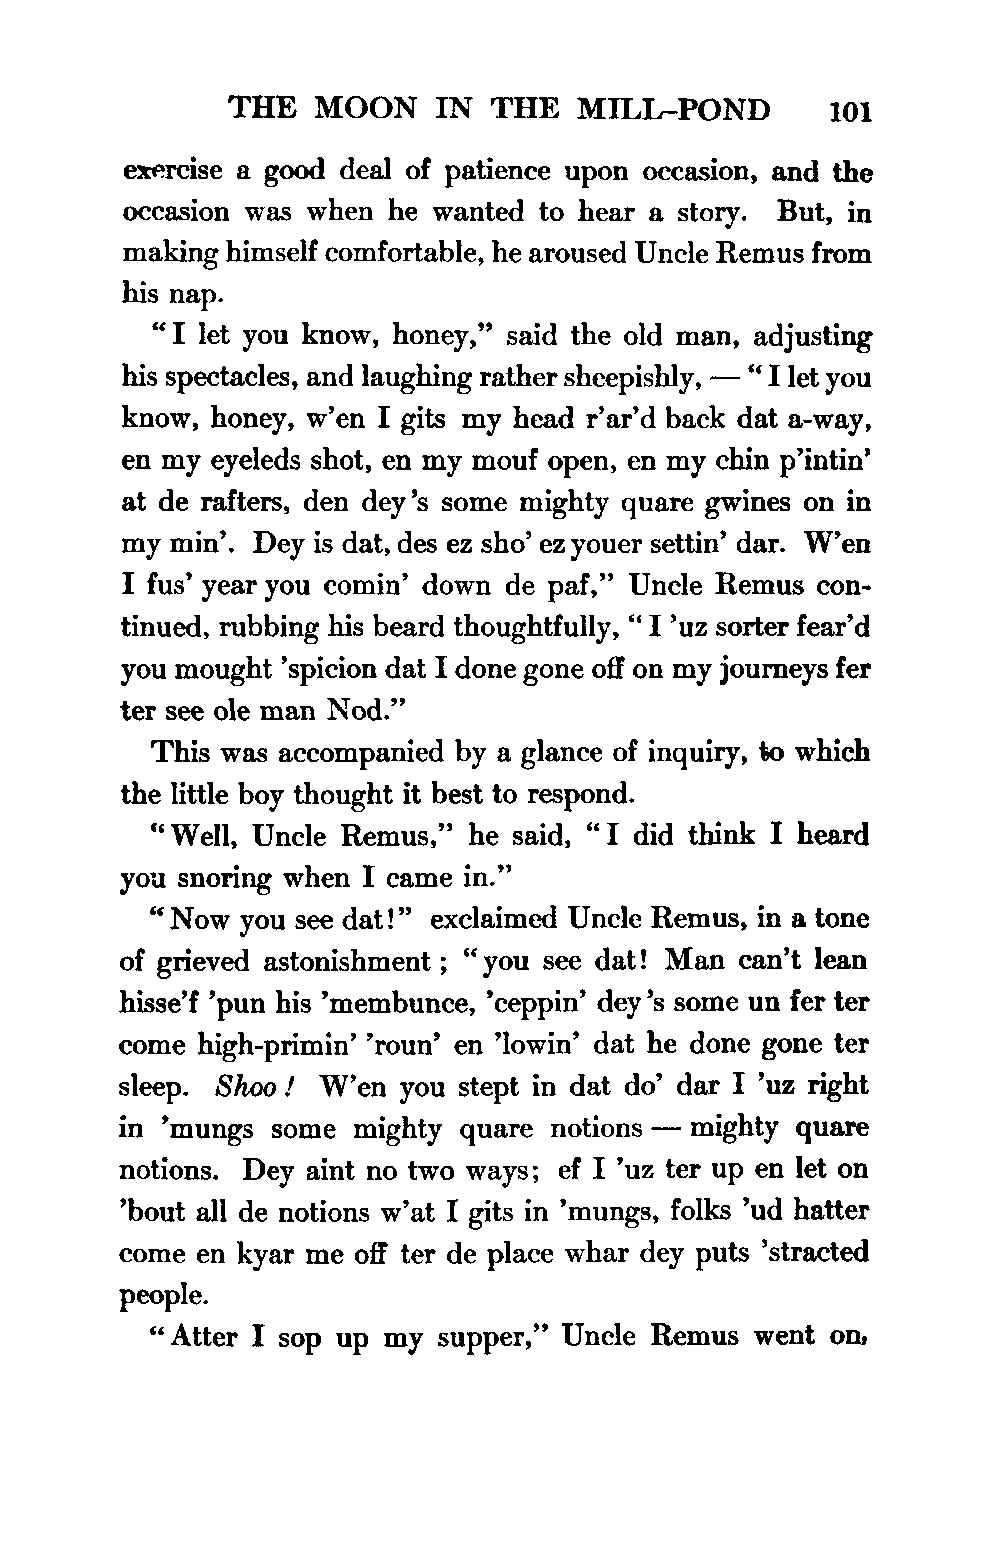 THE MOON IN THE MILL-POND 101
exercise a good deal of patience upon occasion, and the
occasion was when he wanted to hear a story. But, in
making himself comfortable, he aroused Uncle Remus from
his nap.
“I let you know, honey,” said the old man, adjusting
his spectacles, and laughing rather sheepishly, — “I let you
know, honey, w’en I gits my head r’ar’d back dat a-way,
en my eyeleds shot, en my mouf open, en my chin p’intin’
at de rafters, den dey’s some mighty quare gwines on in
my min’. Dey is dat, des ez sho’ ez youer settin’ dar. W’en
I fus’ year you comin’ down de paf,” Uncle Remus con-
tinued, rubbing his beard thoughtfully, “I ’uz sorter fear’d
you mought ’spicion dat I done gone off on my journeys fer
ter see ole man Nod.”
This was accompanied by a glance of inquiry, to which
the little boy thought it best to respond.
“Well, Uncle Remus,” he said, “I did think I heard
you snoring when I came in.”
“Now you see dat!” exclaimed Uncle Remus, in a tone
of grieved astonishment; “you see dat! Man can’t lean
hisse’f ’pun his ’membunce, ’ceppin’ dey’s some un fer ter
come high-primin’ ’roun’ en ’lowin’ dat he done gone ter
sleep. Shoo! W’en you stept in dat do’ dar I ’uz right
in ’mungs some mighty quare notions — mighty quare
notions. Dey aint no two ways; ef I ’uz ter up en let on
’bout all de notions w’at I gits in ’mungs, folks ’ud hatter
come en kyar me off ter de place whar dey puts ’stracted
people.
“Atter I sop up my supper,” Uncle Remus went on,